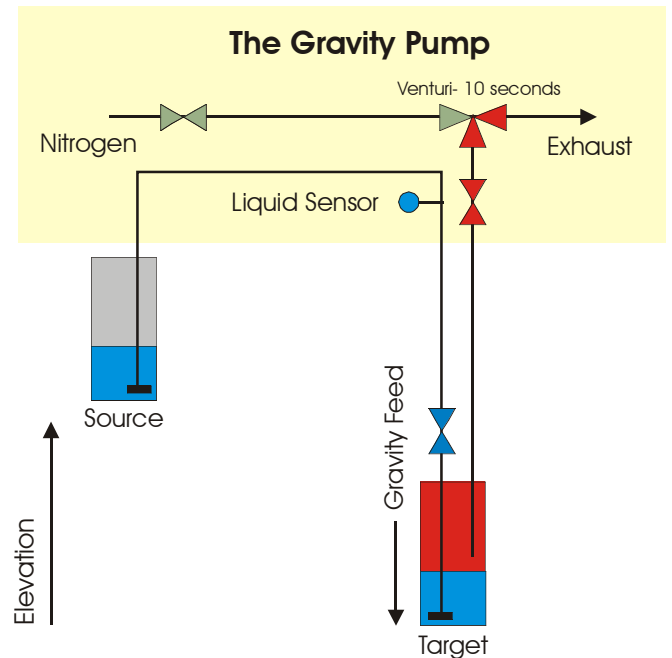 The Gravity Pump
Venturi- 10 seconds
Nitrogen
Exhaust
Liquid Sensor
Source
Gravity Feed
Elevation
Target